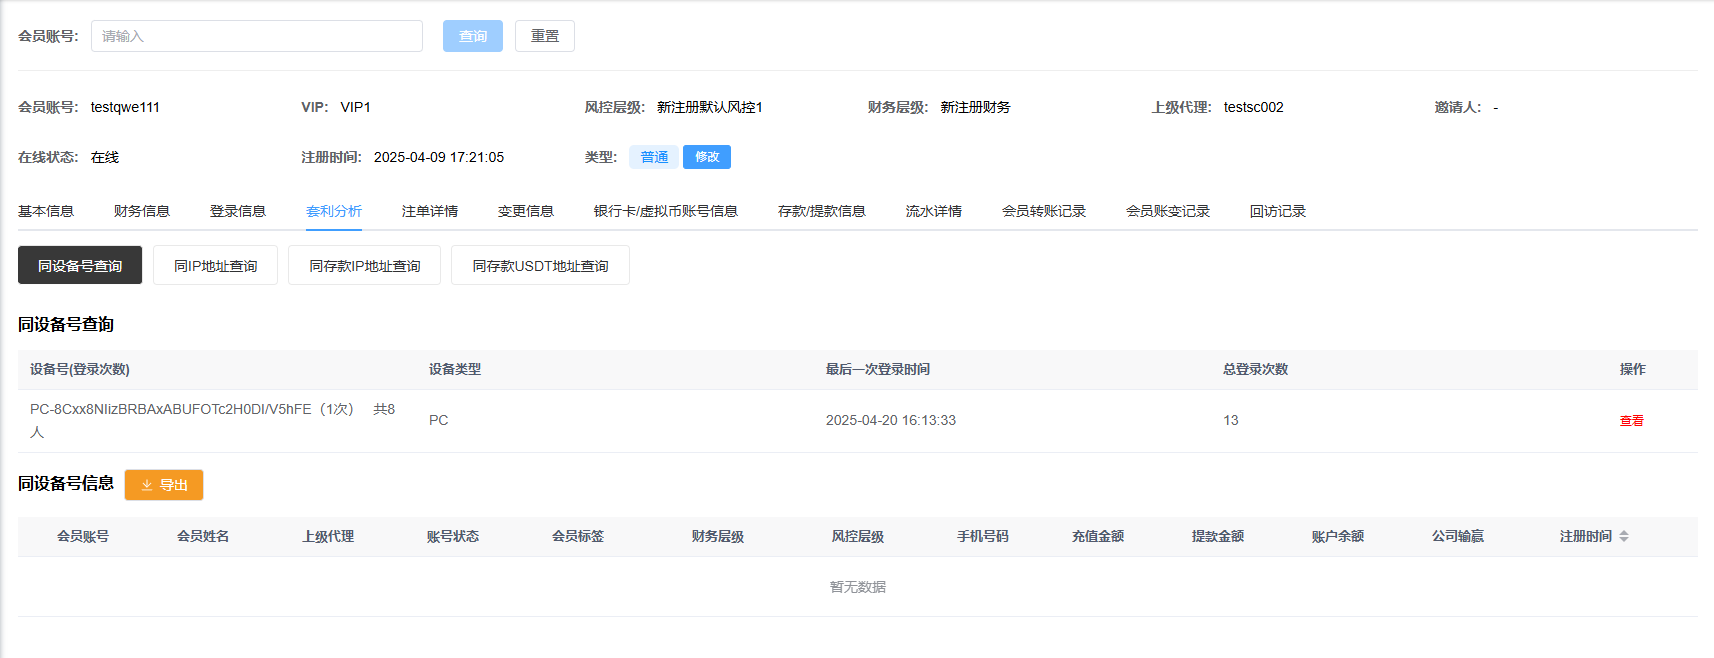 会员账号: 请输入 查询 重置
会员账号: testqwe111 VIP: VIP1 风控层级: 新注册默认风控1 财务层级: 新注册财务 上级代理: testsc002 邀请人: -
在线状态: 在线 注册时间: 2025-04-09 17:21:05 类型: 普通 修改
基本信息 财务信息 登录信息 套利分析 注单详情 变更信息 银行卡/虚拟币账号信息 存款/提款信息 流水详情 会员转账记录 会员账变记录 回访记录
同设备号查询 同IP地址查询 同存款IP地址查询 同存款USDT地址查询
同设备号查询
设备号(登录次数) 设备类型 最后一次登录时间 总登录次数 操作
PC-8Cxx8NIizBRBAxABUFOTc2H0DI/V5hFE（1次） 共8
人 PC 2025-04-20 16:13:33 13 查看
同设备号信息 导出
会员账号 会员姓名 上级代理 账号状态 会员标签 财务层级 风控层级 手机号码 充值金额 提款金额 账户余额 公司输赢 注册时间
暂无数据